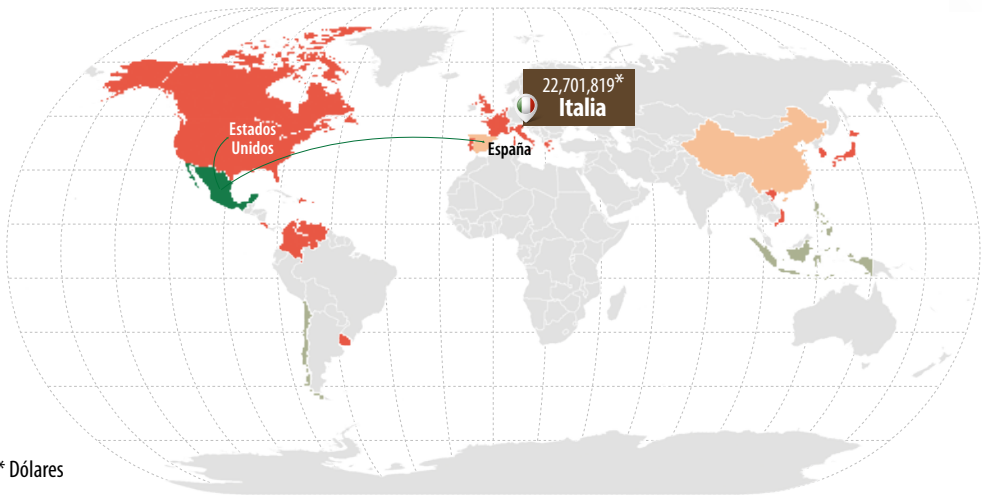 22,701,819*
Italia
Estados
Unidos
España
* Dólares